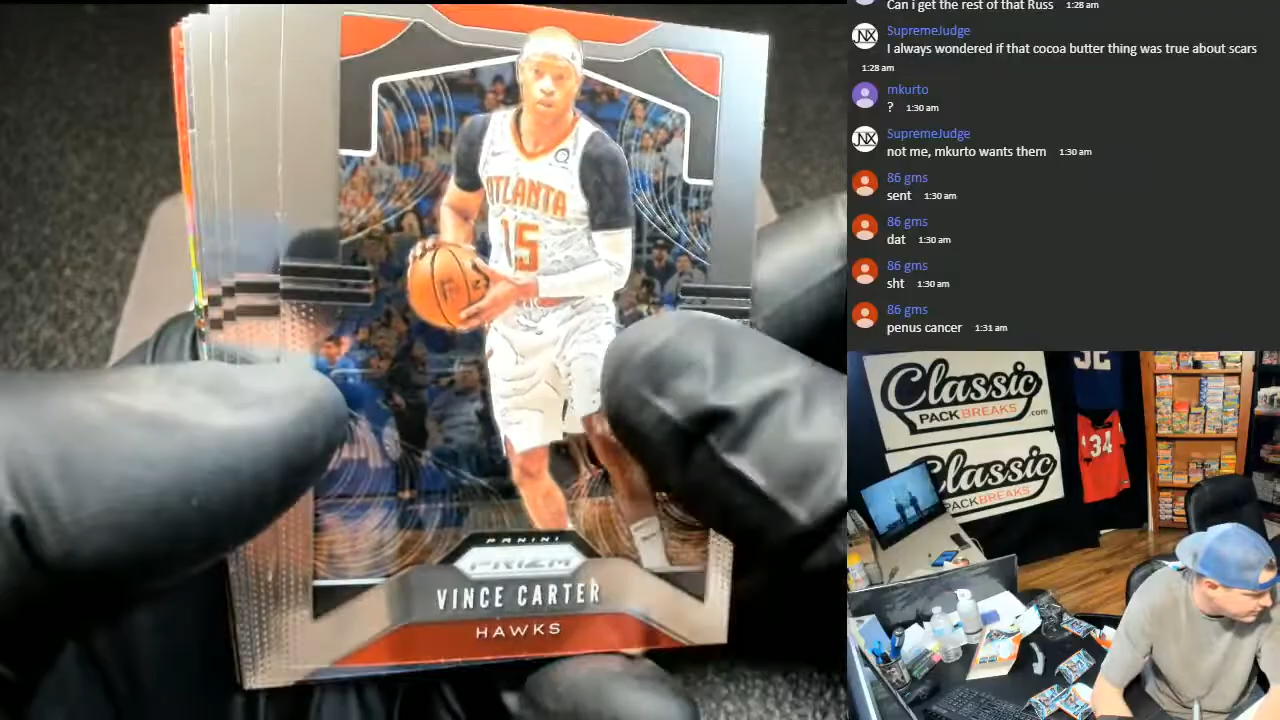 ATLANTA
15
PANINI
PRIZM
VINCE CARTER
HAWKS
Can i get the rest of that Russ 1:28 am
SupremeJudge
I always wondered if that cocoa butter thing was true about scars
1:28 am
mkurto
? 1:30 am
SupremeJudge
not me, mkurto wants them 1:30 am
86 gms
sent 1:30 am
86 gms
dat 1:30 am
86 gms
sht 1:30 am
86 gms
penus cancer 1:31 am
Classic
PACKBREAKS.com
Classic
PACKBREAKS
34